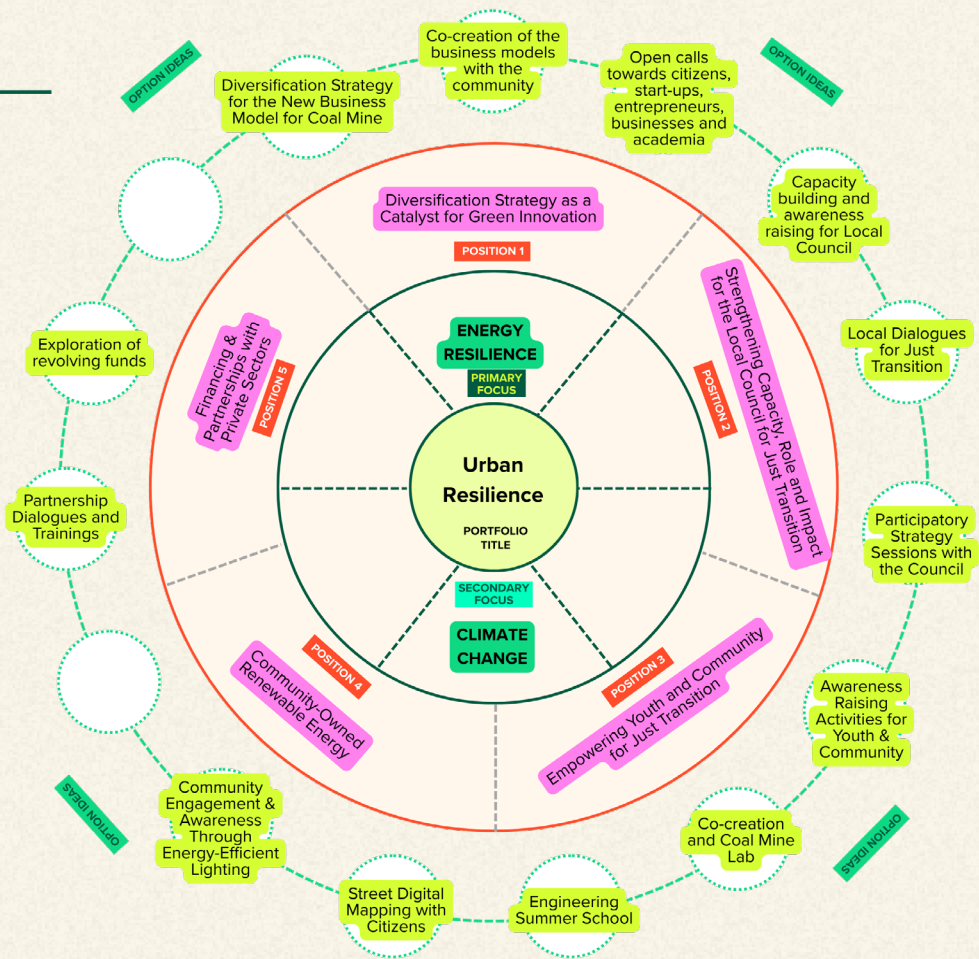 OPTION IDEAS
Diversification Strategy
for the New Business
Model for Coal Mine
Co-creation of the
business models
with the
community
Open calls
towards citizens,
start-ups,
entrepreneurs,
businesses and
academia
OPTION IDEAS
Capacity
building and
awareness
raising for Local
Council
Local Dialogues
for Just
Transition
Participatory
Strategy
Sessions with
the Council
Awareness
Raising
Activities for
Youth &
Community
OPTION IDEAS
Co-creation
and Coal Mine
Lab
Engineering
Summer School
Street Digital
Mapping with
Citizens
Community
Engagement &
Awareness
Through
Energy-Efficient
Lighting
OPTION IDEAS
Partnership
Dialogues and
Trainings
Exploration of
revolving funds
Diversification Strategy as a
Catalyst for Green Innovation
POSITION 1
Strengthening Capacity, Role and Impact
for the Local Council for Just Transition
POSITION 2
POSITION 3
Empowering Youth and Community
for Just Transition
POSITION 4
Community-Owned
Renewable Energy
Financing &
Partnerships with
Private Sectors
POSITION 5
ENERGY
RESILIENCE
PRIMARY
FOCUS
Urban
Resilience
PORTFOLIO
TITLE
SECONDARY
FOCUS
CLIMATE
CHANGE